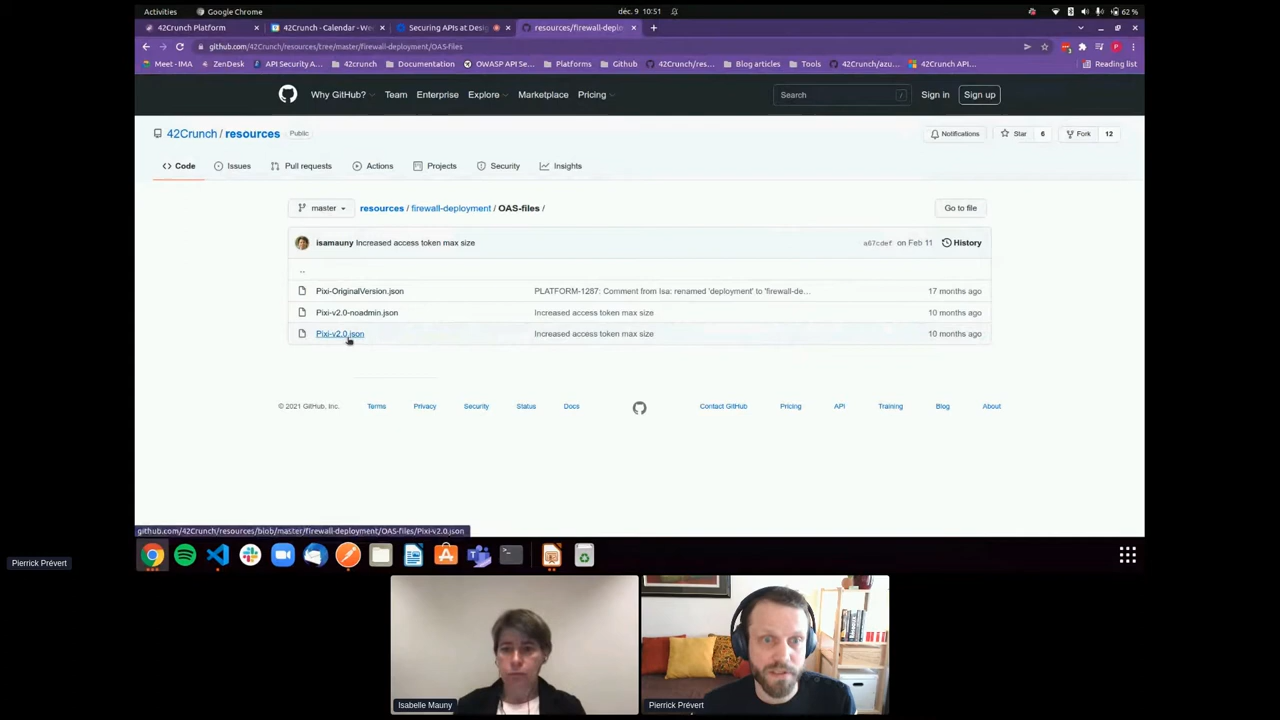 Activities
Google Chrome
déc. 9 10:51
62 %
42Crunch Platform
42Crunch - Calendar - We
Securing APIs at Desig
resources/firewall-deplo
github.com/42Crunch/resources/tree/master/firewall-deployment/OAS-files
Meet - IMA
ZenDesk
API Security A...
42crunch
Documentation
OWASP API Se...
Platforms
Github
42Crunch/res...
Blog articles
Tools
42Crunch/azu...
42Crunch API...
Reading list
Why GitHub?
Team
Enterprise
Explore
Marketplace
Pricing
Search
/
Sign in
Sign up
42Crunch / resources
Public
Notifications
Star
6
Fork
12
Code
Issues
Pull requests
Actions
Projects
Security
Insights
master
resources / firewall-deployment / OAS-files /
Go to file
isamauny Increased access token max size
a67cdef on Feb 11
History
..
Pixi-OriginalVersion.json
PLATFORM-1287: Comment from Isa: renamed 'deployment' to 'firewall-de...
17 months ago
Pixi-v2.0-noadmin.json
Increased access token max size
10 months ago
Pixi-v2.0.json
Increased access token max size
10 months ago
© 2021 GitHub, Inc.
Terms
Privacy
Security
Status
Docs
Contact GitHub
Pricing
API
Training
Blog
About
github.com/42Crunch/resources/blob/master/firewall-deployment/OAS-files/Pixi-v2.0.json
Pierrick Prévert
Isabelle Mauny
Pierrick Prévert